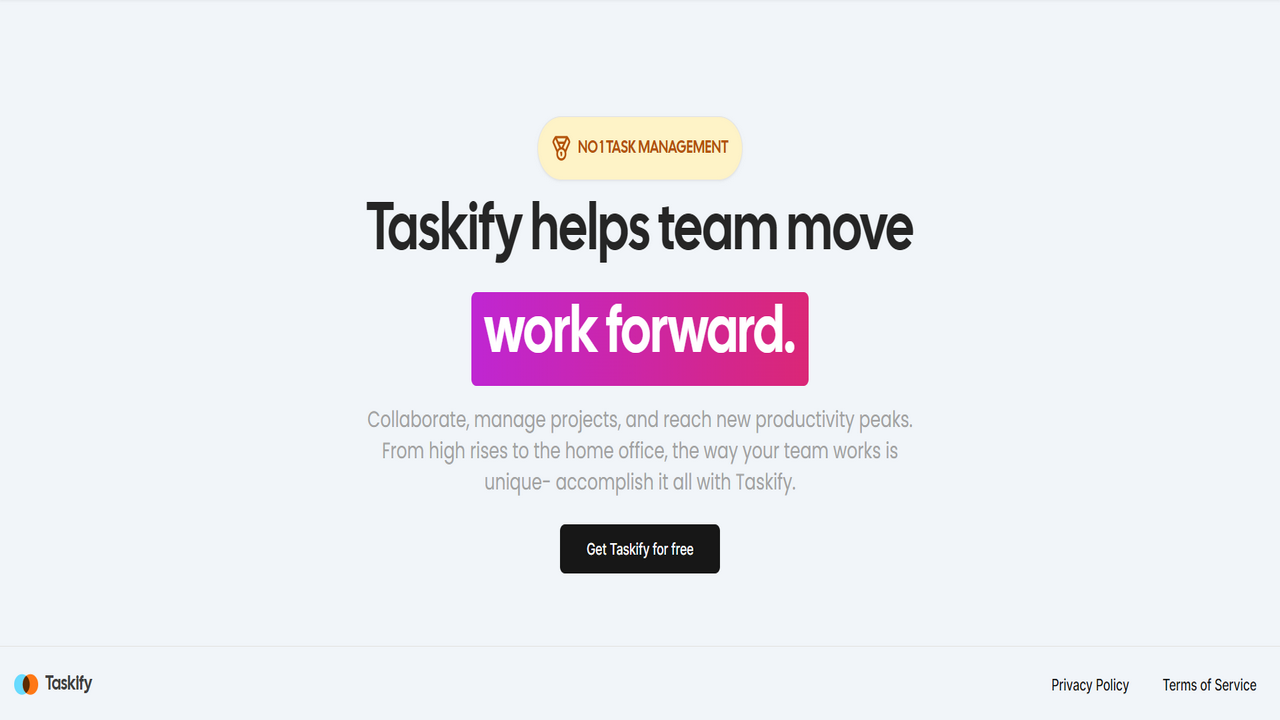 NO 1 TASK MANAGEMENT
Taskify helps team move
work forward.
Collaborate, manage projects, and reach new productivity peaks.
From high rises to the home office, the way your team works is
unique- accomplish it all with Taskify.
Get Taskify for free
Taskify
Privacy Policy
Terms of Service